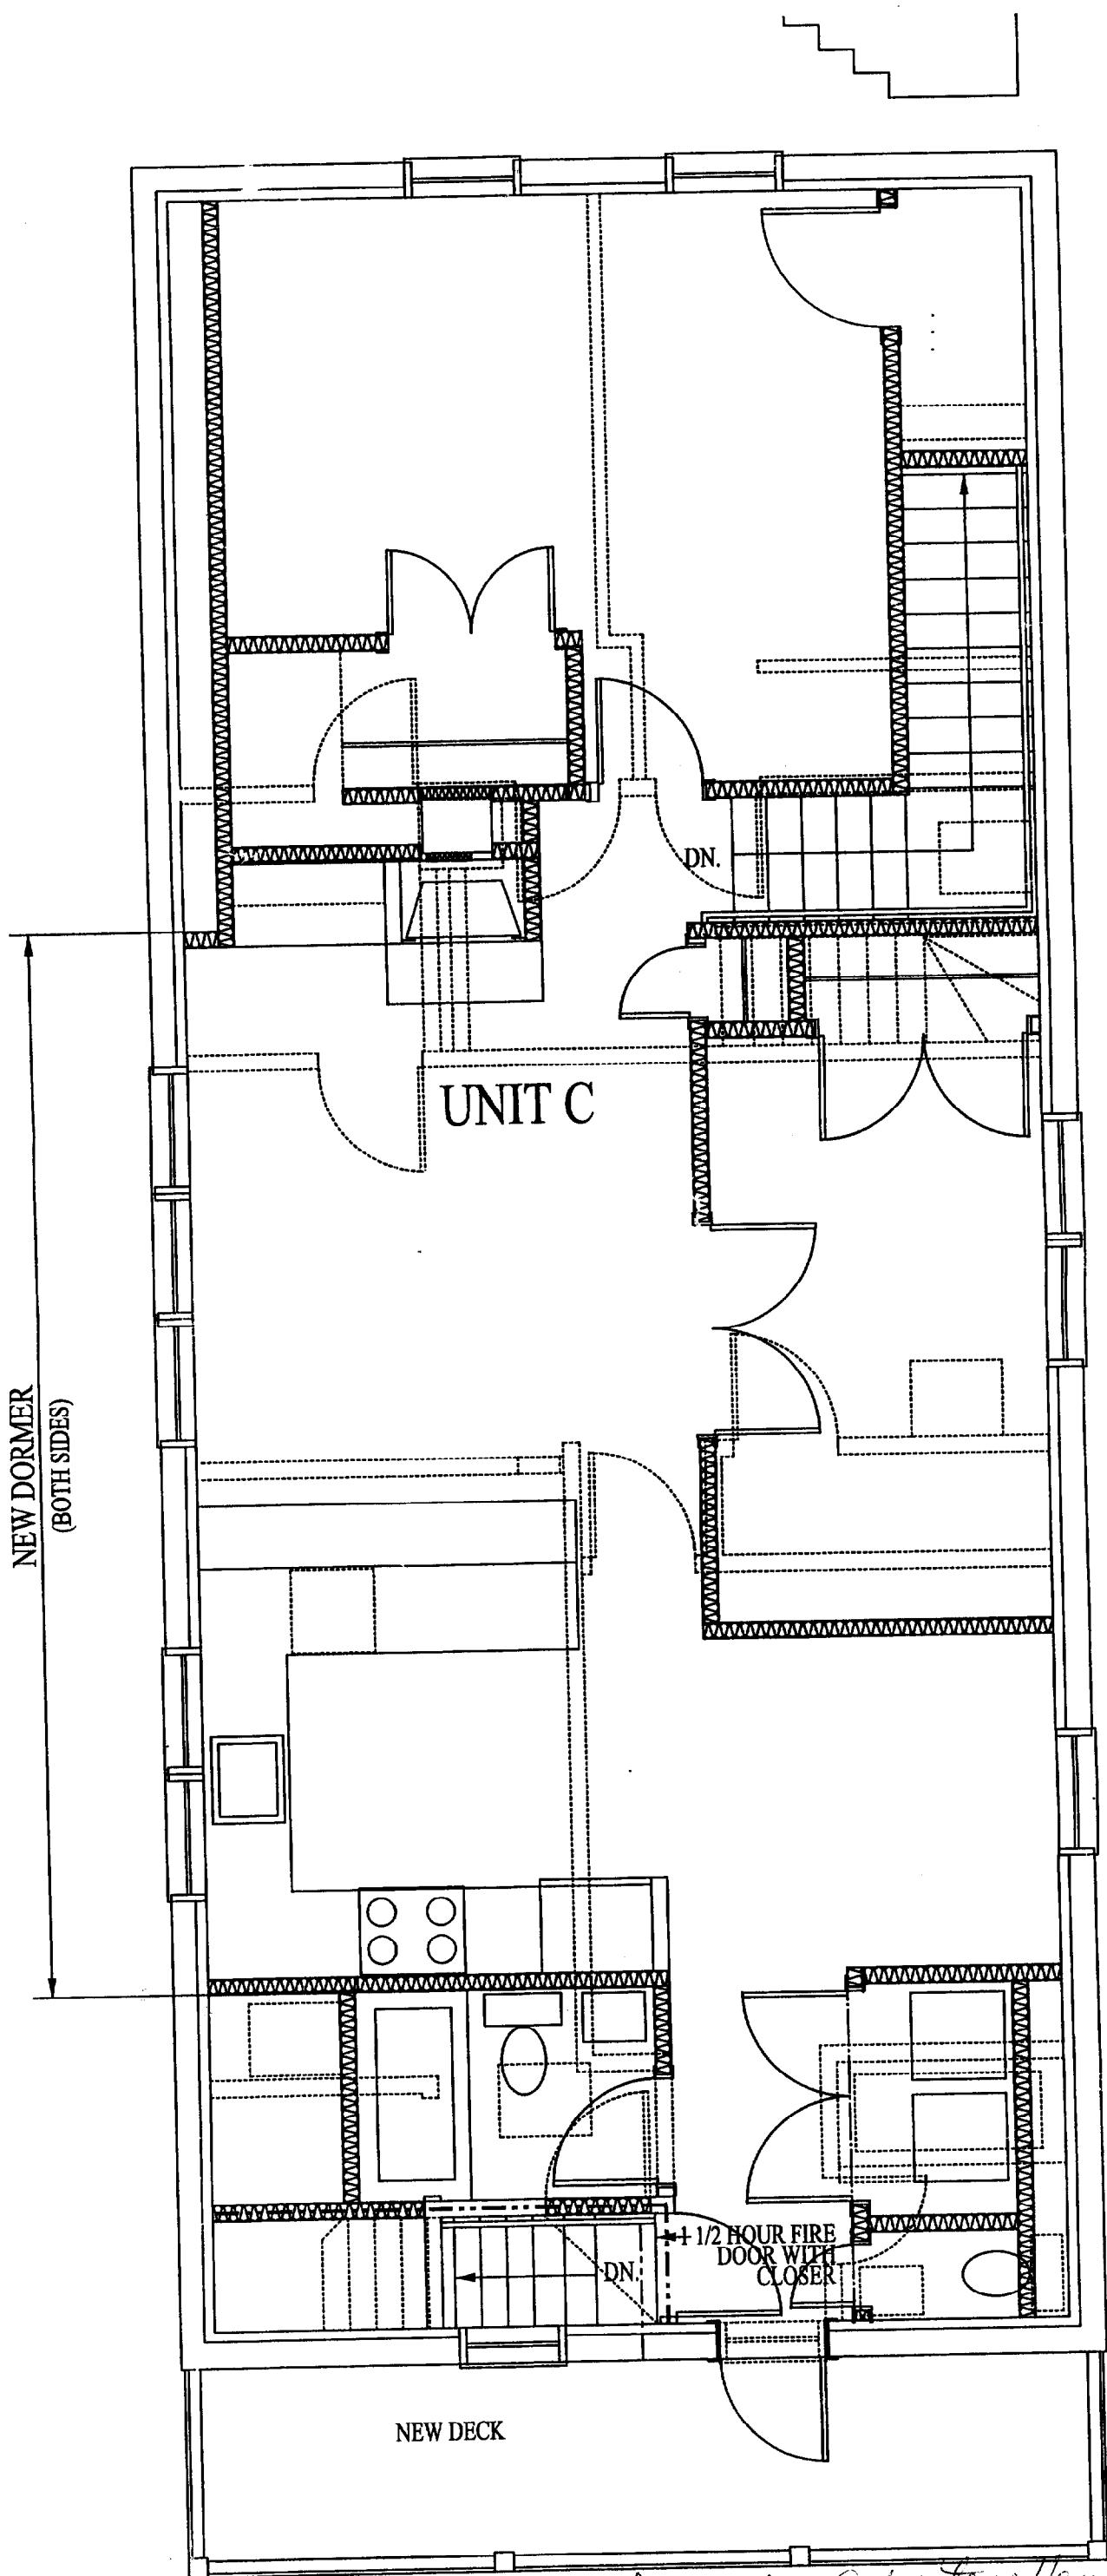 DN.
UNIT C
NEW DORMER
(BOTH SIDES)
1 1/2 HOUR FIRE
DOOR WITH
CLOSER
DN.
NEW DECK